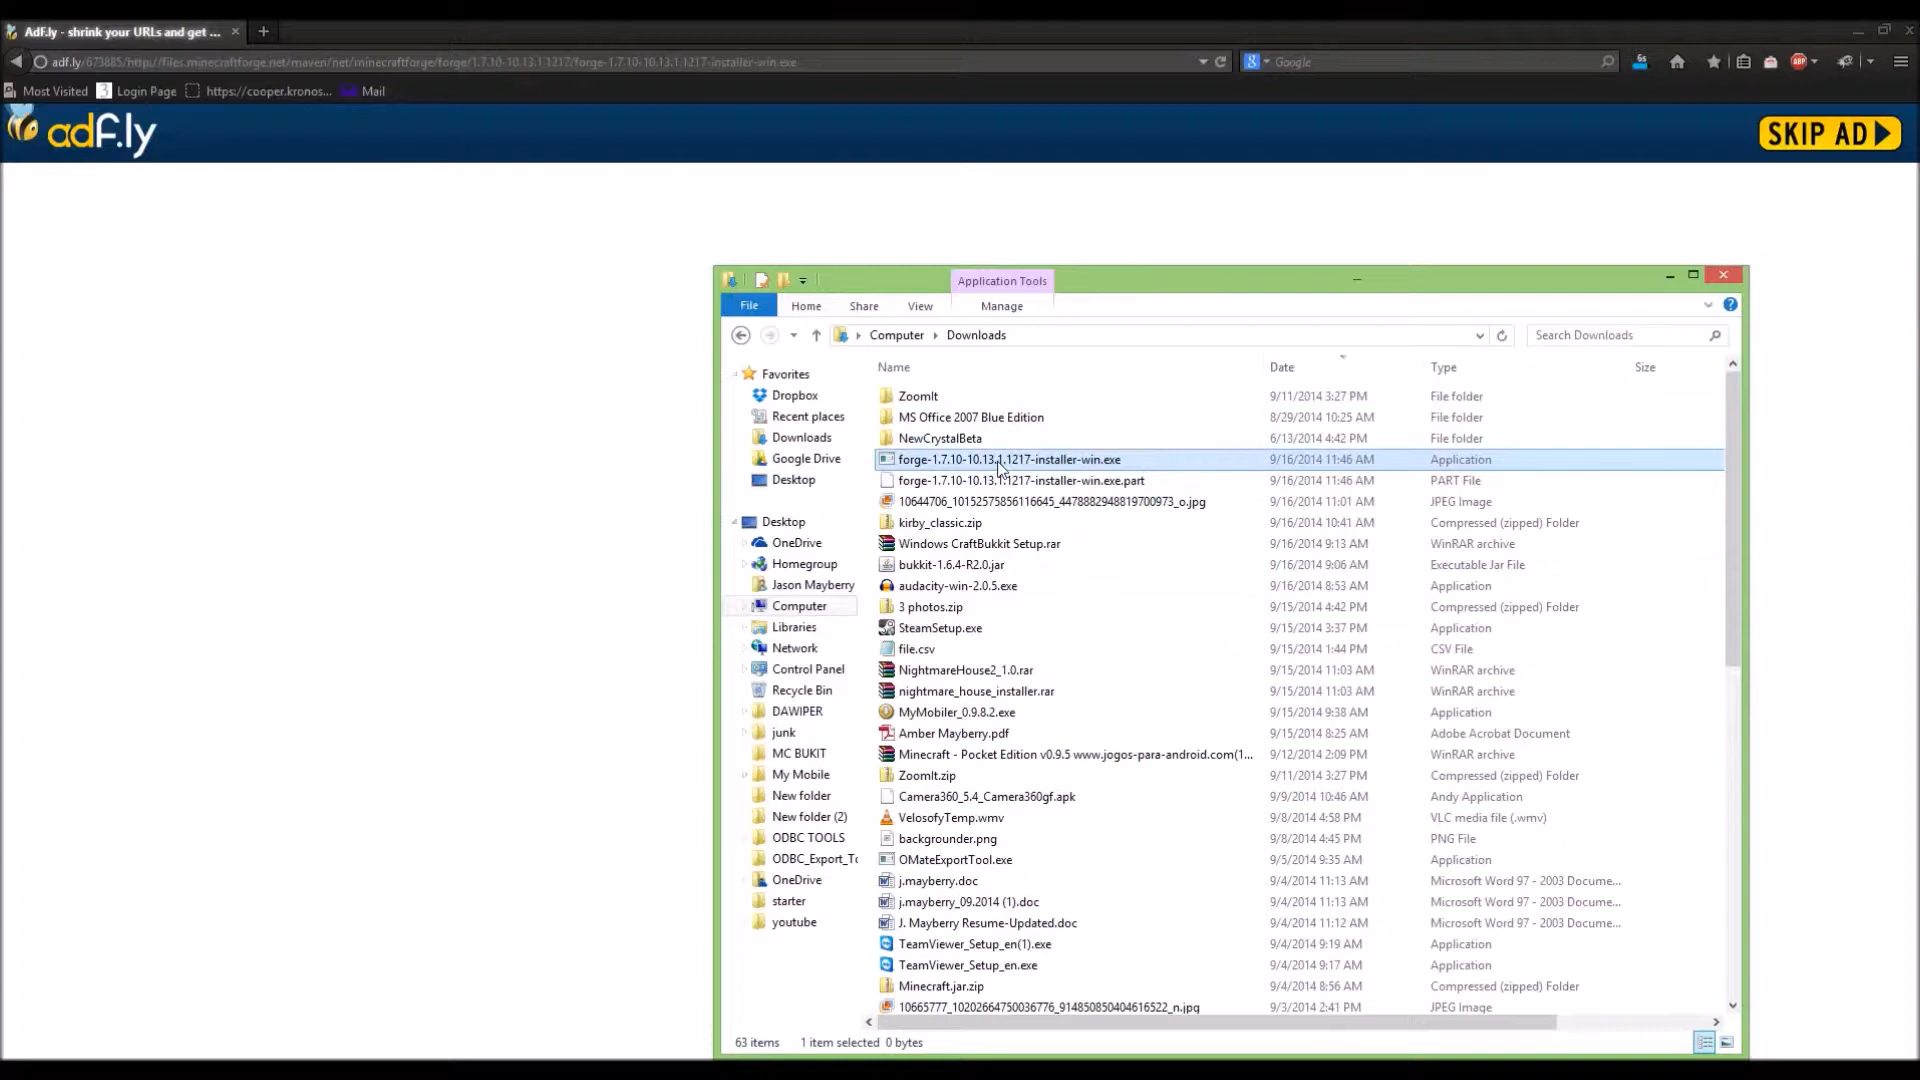 Adf.ly - shrink your URLs and get ...
adf.ly/673885/http://files.minecraftforge.net/maven/net/minecraftforge/forge/1.7.10-10.13.1.1217/forge-1.7.10-10.13.1.1217-installer-win.exe
Google
Most Visited Login Page https://cooper.kronos... Mail
adf.ly
SKIP AD
Application Tools
File Home Share View Manage
Computer Downloads
Search Downloads
Name Date Type Size
Favorites
Dropbox
Recent places
Downloads
Google Drive
Desktop
Desktop
OneDrive
Homegroup
Jason Mayberry
Computer
Libraries
Network
Control Panel
Recycle Bin
DAWIPER
junk
MC BUKIT
My Mobile
New folder
New folder (2)
ODBC TOOLS
ODBC_Export_Tc
OneDrive
starter
youtube
ZoomIt 9/11/2014 3:27 PM File folder
MS Office 2007 Blue Edition 8/29/2014 10:25 AM File folder
NewCrystalBeta 6/13/2014 4:42 PM File folder
forge-1.7.10-10.13.1.1217-installer-win.exe 9/16/2014 11:46 AM Application
forge-1.7.10-10.13.1.1217-installer-win.exe.part 9/16/2014 11:46 AM PART File
10644706_10152575856116645_4478882948819700973_o.jpg 9/16/2014 11:01 AM JPEG Image
kirby_classic.zip 9/16/2014 10:41 AM Compressed (zipped) Folder
Windows CraftBukkit Setup.rar 9/16/2014 9:13 AM WinRAR archive
bukkit-1.6.4-R2.0.jar 9/16/2014 9:06 AM Executable Jar File
audacity-win-2.0.5.exe 9/16/2014 8:53 AM Application
3 photos.zip 9/15/2014 4:42 PM Compressed (zipped) Folder
SteamSetup.exe 9/15/2014 3:37 PM Application
file.csv 9/15/2014 1:44 PM CSV File
NightmareHouse2_1.0.rar 9/15/2014 11:03 AM WinRAR archive
nightmare_house_installer.rar 9/15/2014 11:03 AM WinRAR archive
MyMobiler_0.9.8.2.exe 9/15/2014 9:38 AM Application
Amber Mayberry.pdf 9/15/2014 8:25 AM Adobe Acrobat Document
Minecraft - Pocket Edition v0.9.5 www.jogos-para-android.com(1... 9/12/2014 2:09 PM WinRAR archive
ZoomIt.zip 9/11/2014 3:27 PM Compressed (zipped) Folder
Camera360_5.4_Camera360gf.apk 9/9/2014 10:46 AM Andy Application
VelosofyTemp.wmv 9/8/2014 4:58 PM VLC media file (.wmv)
backgrounder.png 9/8/2014 4:45 PM PNG File
OMateExportTool.exe 9/5/2014 9:35 AM Application
j.mayberry.doc 9/4/2014 11:13 AM Microsoft Word 97 - 2003 Docume...
j.mayberry_09.2014 (1).doc 9/4/2014 11:13 AM Microsoft Word 97 - 2003 Docume...
J. Mayberry Resume-Updated.doc 9/4/2014 11:12 AM Microsoft Word 97 - 2003 Docume...
TeamViewer_Setup_en(1).exe 9/4/2014 9:19 AM Application
TeamViewer_Setup_en.exe 9/4/2014 9:17 AM Application
Minecraft.jar.zip 9/4/2014 8:56 AM Compressed (zipped) Folder
10665777_10202664750036776_914850850404616522_n.jpg 9/3/2014 2:41 PM JPEG Image
63 items 1 item selected 0 bytes